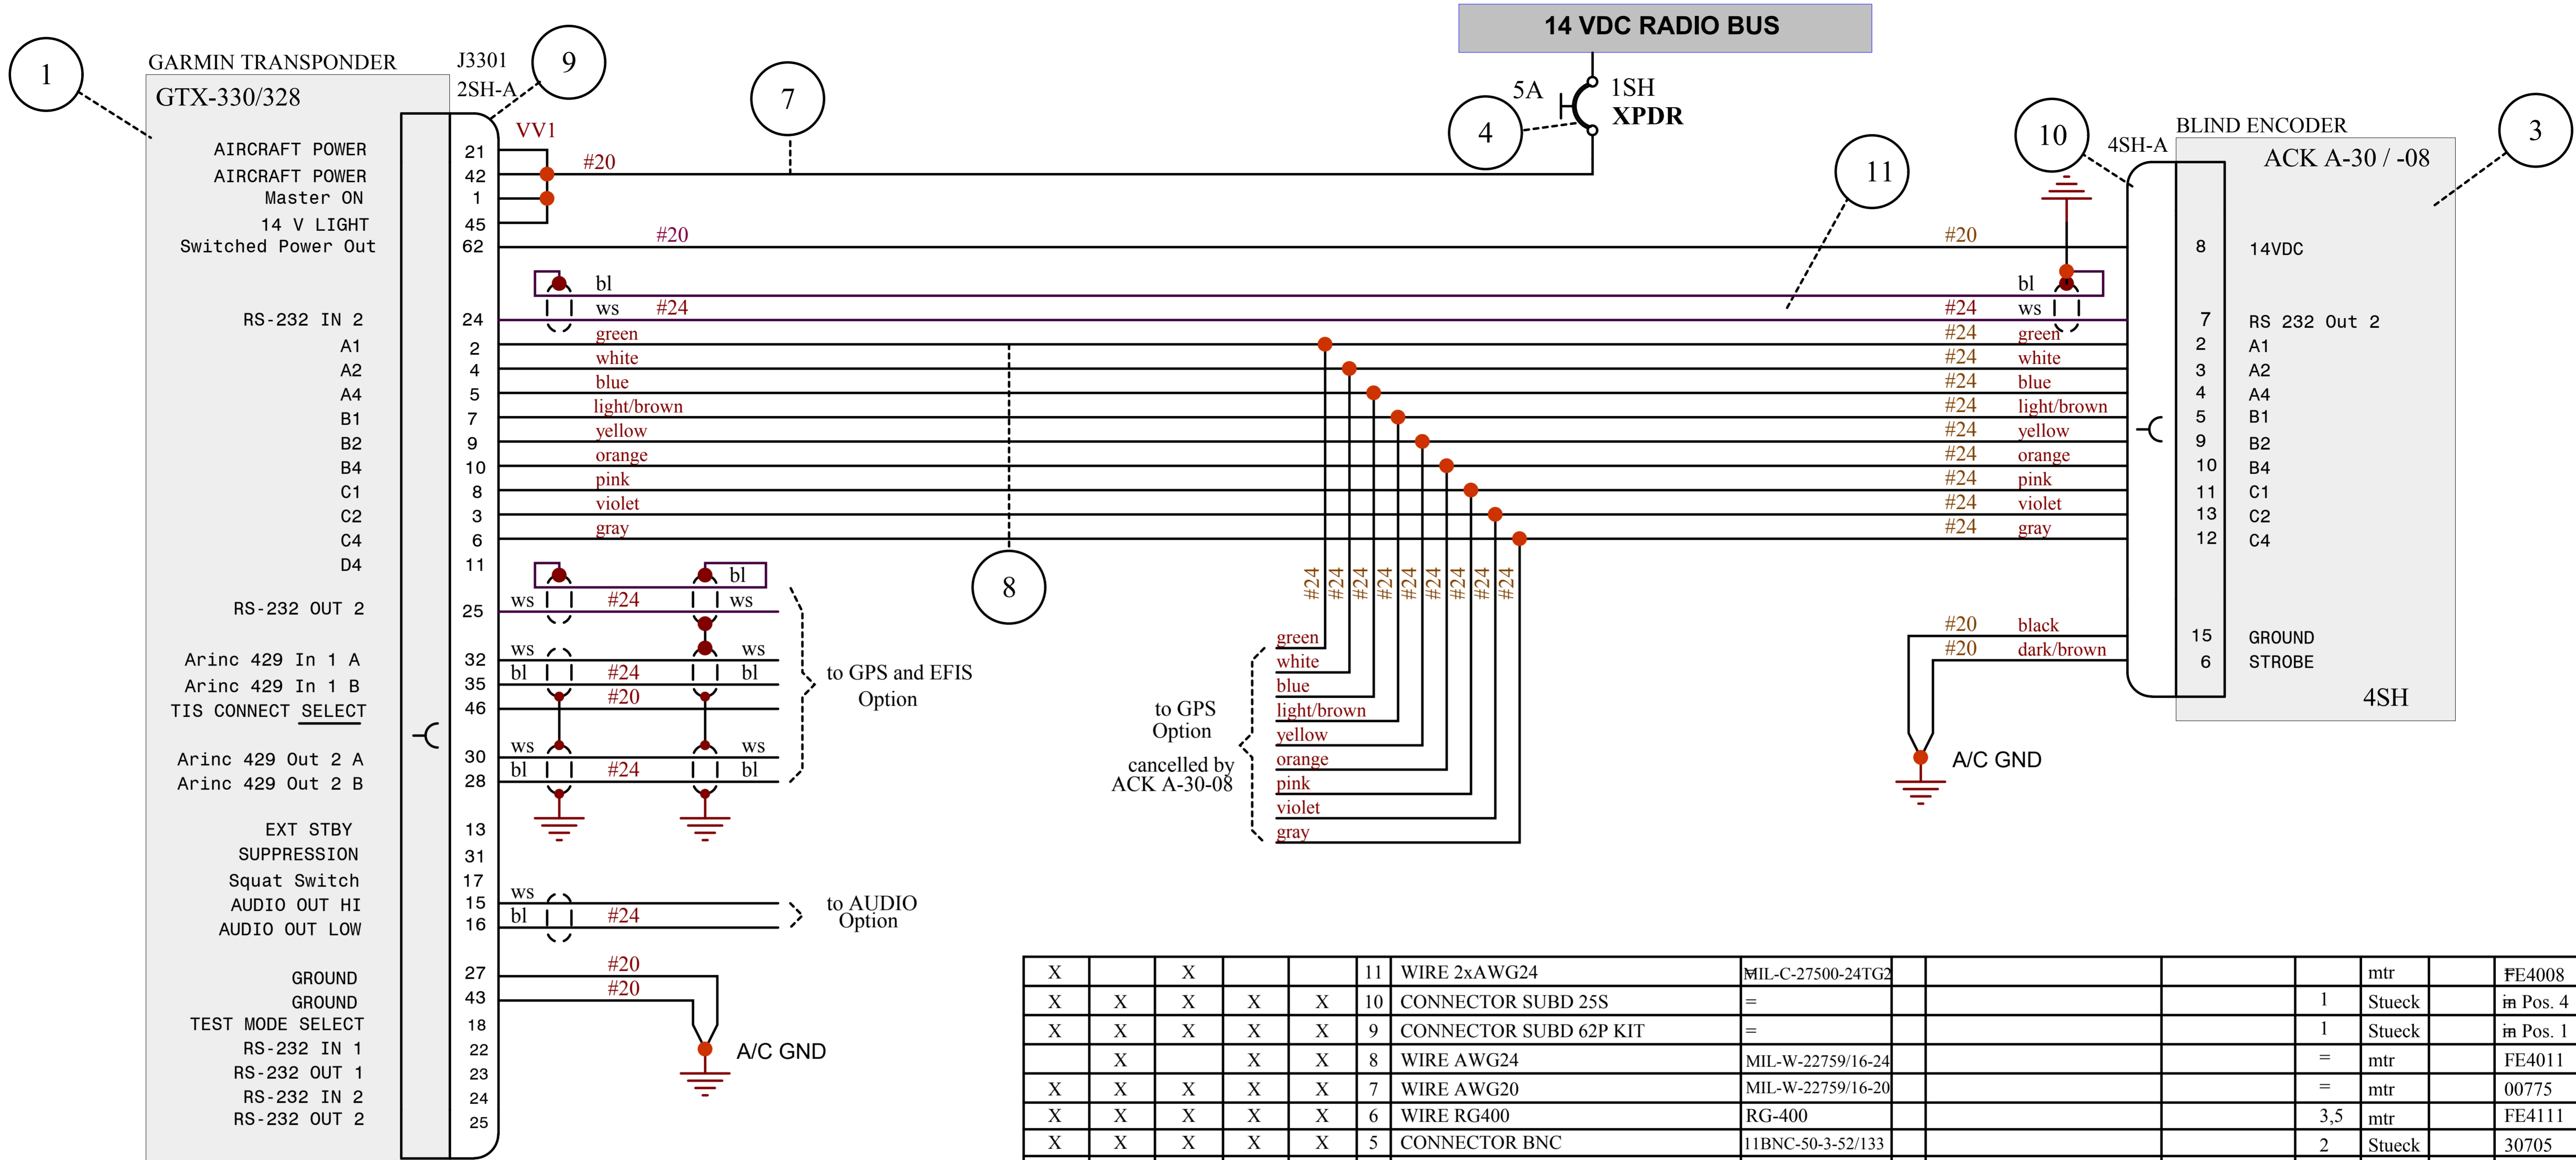 14 VDC RADIO BUS
5A
1SH
XPDR
4
1
GARMIN TRANSPONDER
GTX-330/328
J3301
2SH-A
9
VV1
7
11
10
BLIND ENCODER
4SH-A
ACK A-30 / -08
3
AIRCRAFT POWER 21
AIRCRAFT POWER 42 #20
Master ON 1
14 V LIGHT 45
Switched Power Out 62 #20 #20 8 14VDC
bl bl
RS-232 IN 2 24 ws #24 #24 ws 7 RS 232 Out 2
A1 2 green #24 green 2 A1
A2 4 white #24 white 3 A2
A4 5 blue #24 blue 4 A4
B1 7 light/brown #24 light/brown 5 B1
B2 9 yellow #24 yellow 9 B2
B4 10 orange #24 orange 10 B4
C1 8 pink #24 pink 11 C1
C2 3 violet #24 violet 13 C2
C4 6 gray #24 gray 12 C4
D4 11
8
bl
RS-232 OUT 2 25 ws #24 ws
Arinc 429 In 1 A 32 ws ws
Arinc 429 In 1 B 35 bl #24 bl
TIS CONNECT SELECT 46 #20
Arinc 429 Out 2 A 30 ws ws
Arinc 429 Out 2 B 28 bl #24 bl
to GPS and EFIS
Option
#24 #24 #24 #24 #24 #24 #24 #24 #24
green
white
blue
light/brown
yellow
orange
pink
violet
gray
to GPS
Option
cancelled by
ACK A-30-08
#20 black 15 GROUND
#20 dark/brown 6 STROBE
4SH
A/C GND
EXT STBY 13
SUPPRESSION 31
Squat Switch 17
AUDIO OUT HI 15 ws
AUDIO OUT LOW 16 bl #24
to AUDIO
Option
GROUND 27 #20
GROUND 43 #20
TEST MODE SELECT 18
RS-232 IN 1 22
RS-232 OUT 1 23
RS-232 IN 2 24
RS-232 OUT 2 25
A/C GND
X X 11 WIRE 2xAWG24 MIL-C-27500-24TG2 mtr FE4008
X X X X X 10 CONNECTOR SUBD 25S = 1 Stueck in Pos. 4
X X X X X 9 CONNECTOR SUBD 62P KIT = 1 Stueck in Pos. 1
X X X 8 WIRE AWG24 MIL-W-22759/16-24 = mtr FE4011
X X X X X 7 WIRE AWG20 MIL-W-22759/16-20 = mtr 00775
X X X X X 6 WIRE RG400 RG-400 3,5 mtr FE4111
X X X X X 5 CONNECTOR BNC 11BNC-50-3-52/133 2 Stueck 30705